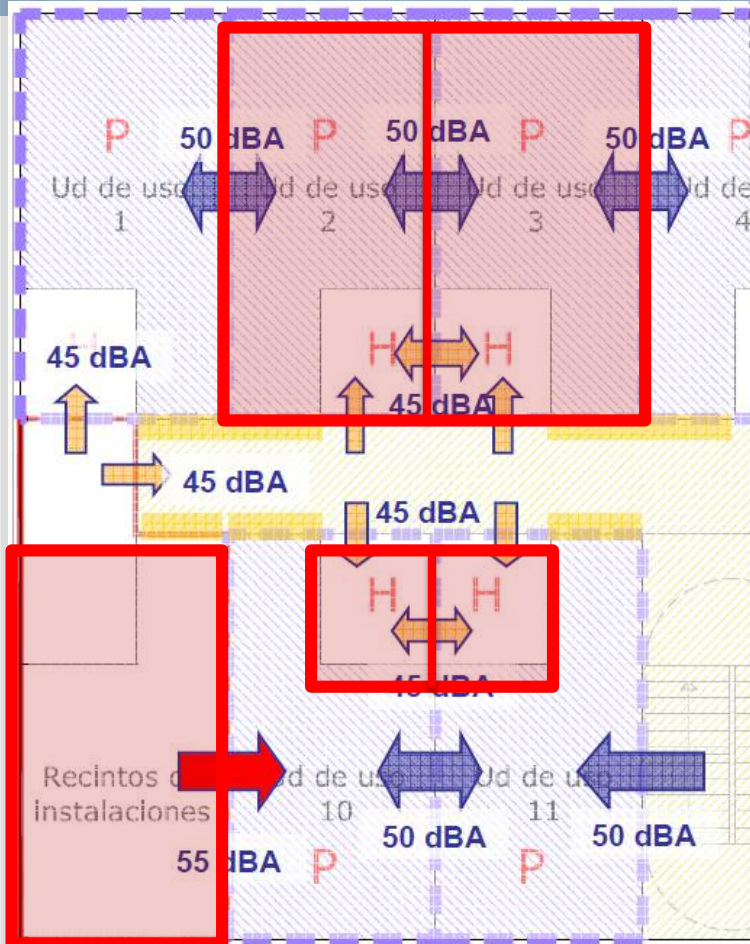 P 50 dBA P 50 dBA P 50 dBA P
Ud de uso Ud de uso Ud de uso Ud de
1 2 3 4
H H
45 dBA
45 dBA
45 dBA
45 dBA
H H
45 dBA
Recintos de Ud de uso Ud de uso
instalaciones 10 11
50 dBA 50 dBA
55 dBA P P